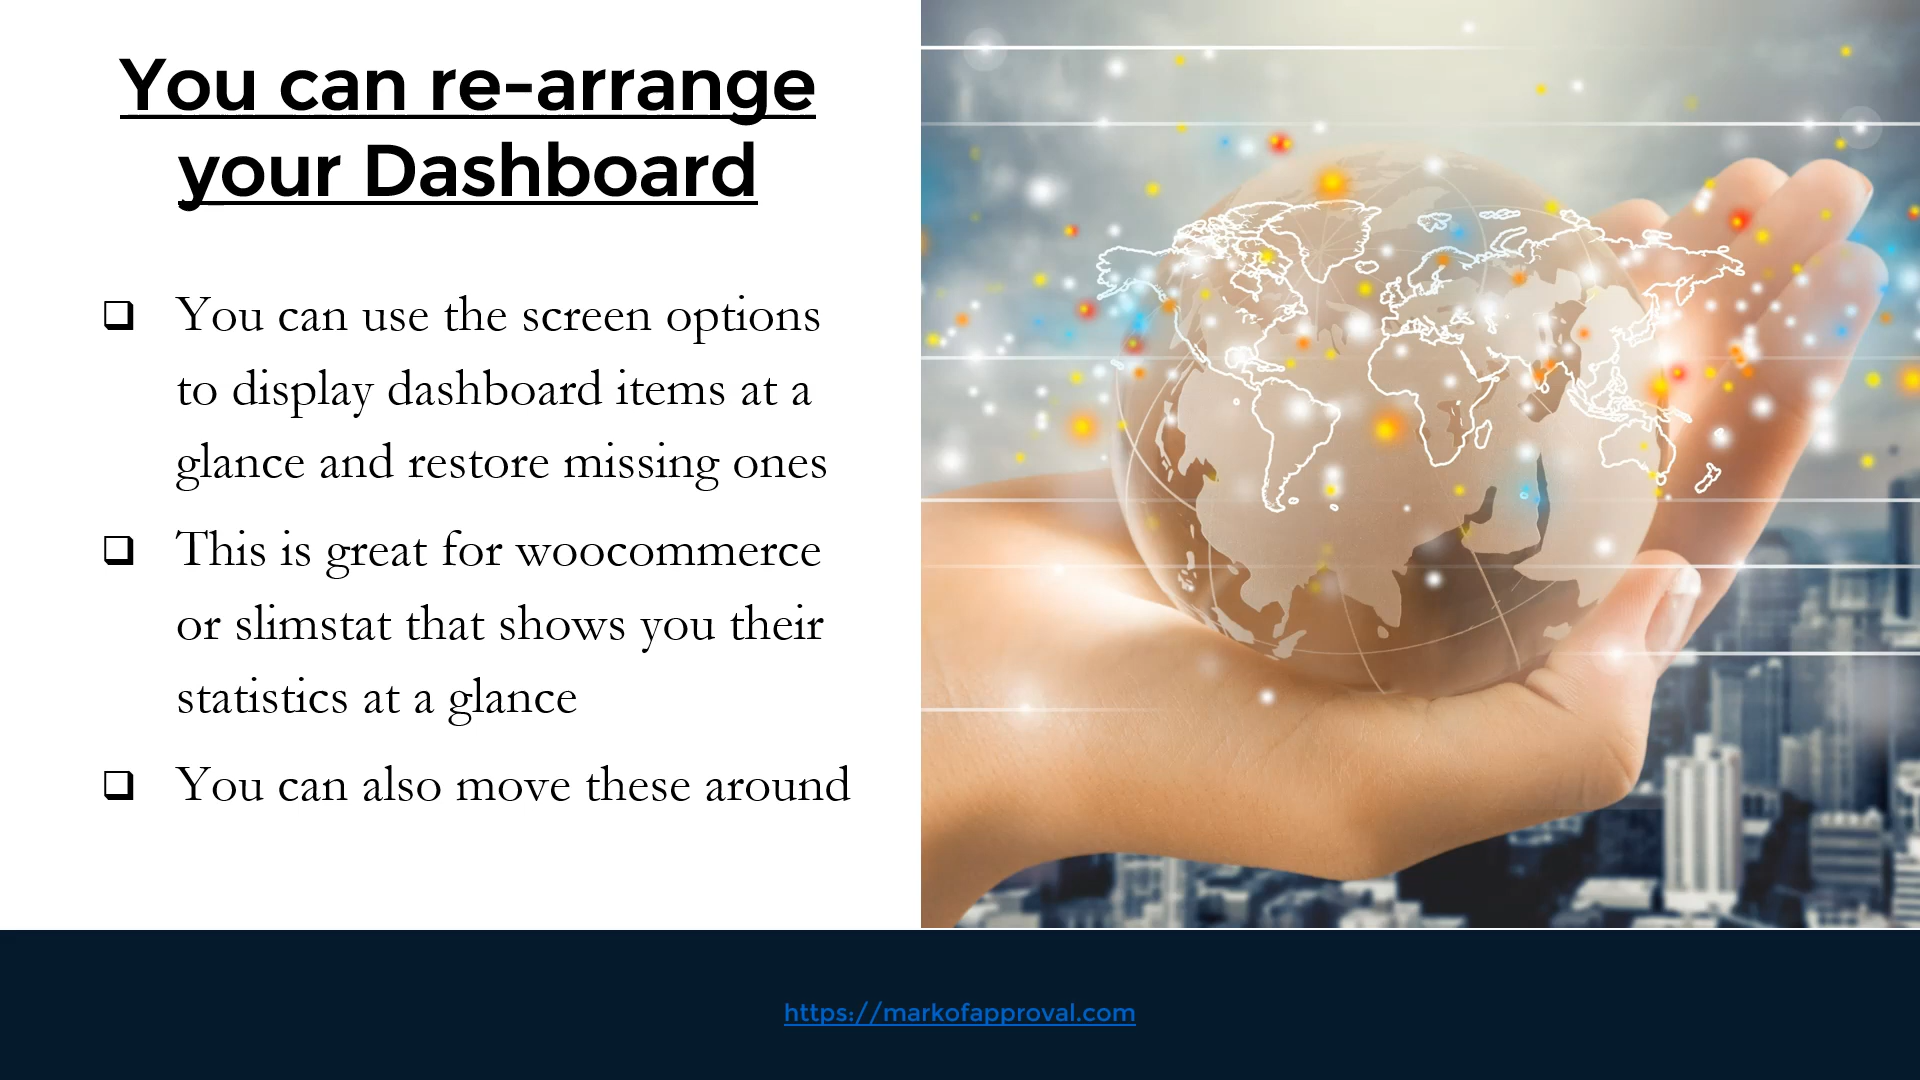 You can re-arrange
your Dashboard
❑ You can use the screen options
to display dashboard items at a
glance and restore missing ones
❑ This is great for woocommerce
or slimstat that shows you their
statistics at a glance
❑ You can also move these around
https://markofapproval.com